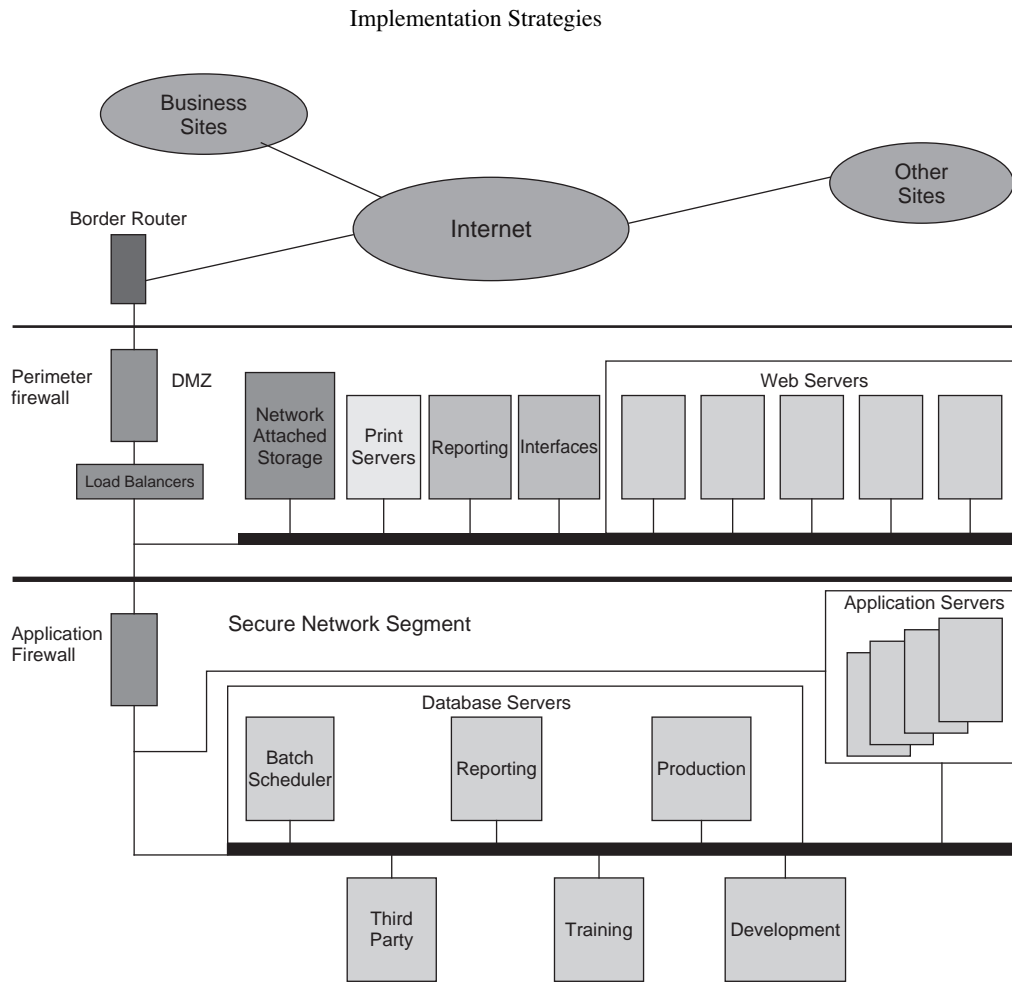 Implementation Strategies
Business
Sites
Other
Sites
Internet
Border Router
Perimeter
firewall
DMZ
Load Balancers
Network
Attached
Storage
Print
Servers
Reporting
Interfaces
Web Servers
Application
Firewall
Secure Network Segment
Application Servers
Database Servers
Batch
Scheduler
Reporting
Production
Third
Party
Training
Development